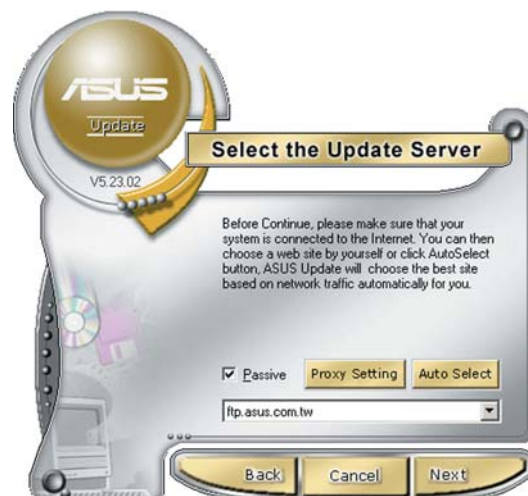 ASUS
Update
V5.23.02
Select the Update Server
Before Continue, please make sure that your
system is connected to the Internet. You can then
choose a web site by yourself or click AutoSelect
button, ASUS Update will choose the best site
based on network traffic automatically for you.
Passive
Proxy Setting
Auto Select
ftp.asus.com.tw
Back
Cancel
Next